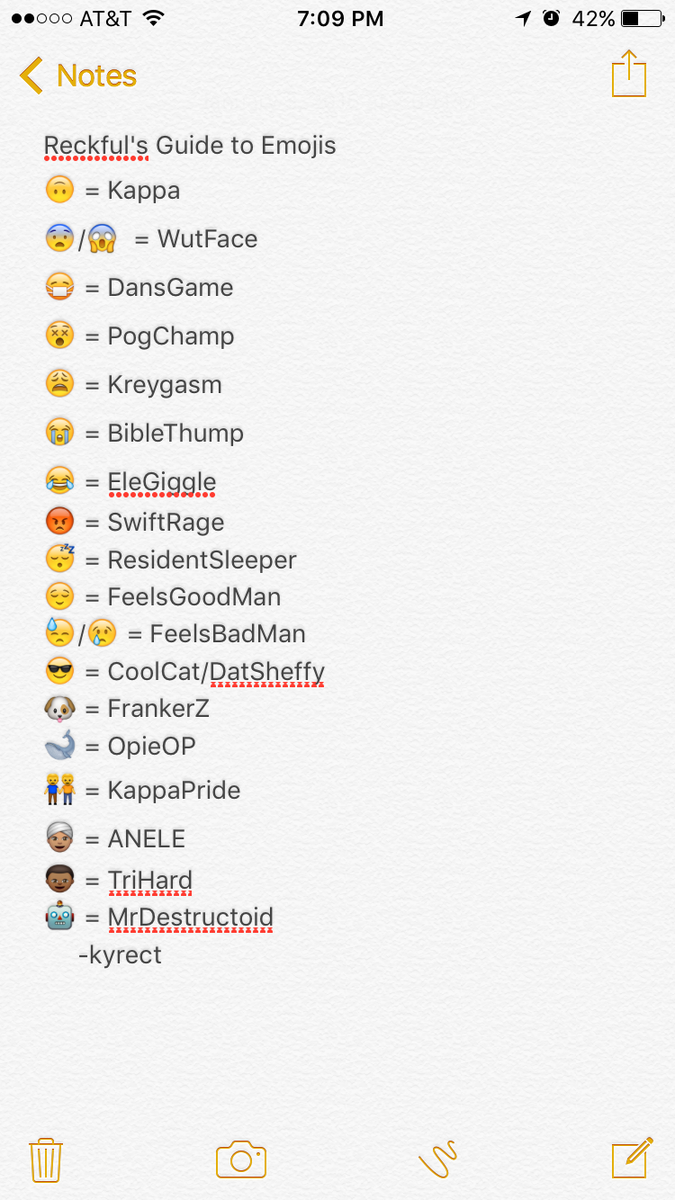 AT&T 7:09 PM 42%
Notes
Reckful's Guide to Emojis
🙃 = Kappa
😨/😱 = WutFace
😷 = DansGame
😵 = PogChamp
😩 = Kreygasm
😭 = BibleThump
😂 = EleGiggle
😡 = SwiftRage
😴 = ResidentSleeper
😌 = FeelsGoodMan
😓/😢 = FeelsBadMan
😎 = CoolCat/DatSheffy
🐶 = FrankerZ
🐋 = OpieOP
👬 = KappaPride
👳🏽 = ANELE
👦🏿 = TriHard
🤖 = MrDestructoid
-kyrect